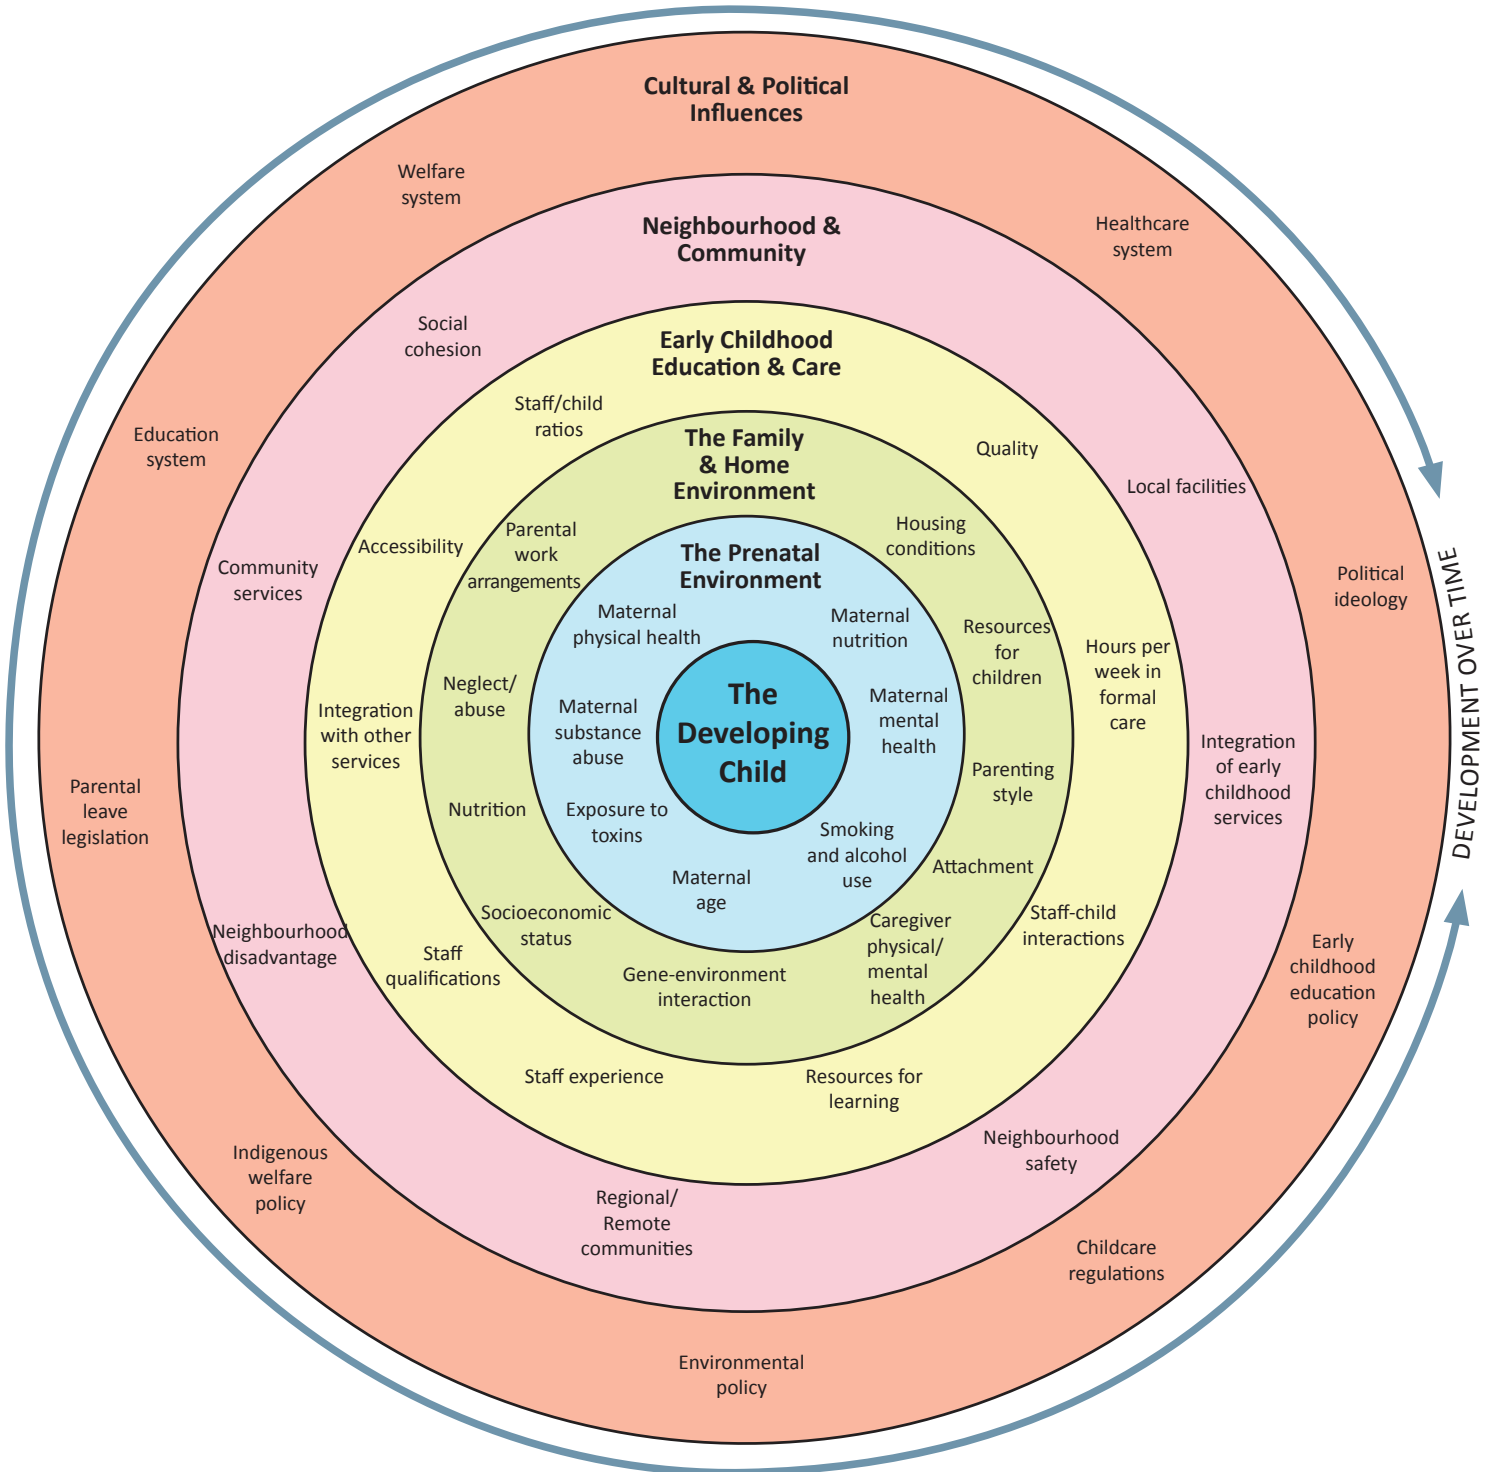 Cultural & Political
Influences
Welfare
system
Healthcare
system
Education
system
Political
ideology
Parental
leave
legislation
Early
childhood
education
policy
Indigenous
welfare
policy
Childcare
regulations
Environmental
policy
Neighbourhood &
Community
Social
cohesion
Local facilities
Community
services
Integration
of early
childhood
services
Neighbourhood
disadvantage
Neighbourhood
safety
Regional/
Remote
communities
Early Childhood
Education & Care
Staff/child
ratios
Quality
Accessibility
Hours per
week in
formal
care
Integration
with other
services
Staff-child
interactions
Staff
qualifications
Staff experience
Resources for
learning
The Family
& Home
Environment
Parental
work
arrangements
Housing
conditions
Resources
for
children
Neglect/
abuse
Parenting
style
Nutrition
Attachment
Socioeconomic
status
Caregiver
physical/
mental
health
Gene-environment
interaction
The Prenatal
Environment
Maternal
physical health
Maternal
nutrition
Maternal
substance
abuse
Maternal
mental
health
Exposure to
toxins
Smoking
and alcohol
use
Maternal
age
The
Developing
Child
DEVELOPMENT OVER TIME